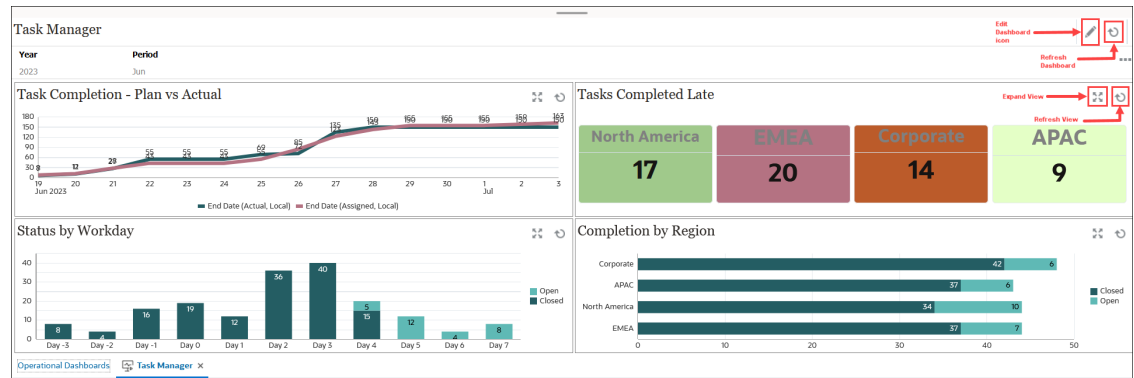 Task Manager
Edit
Dashboard
icon
Refresh
Dashboard
Year Period
2023 Jun
Task Completion - Plan vs Actual
180
150
120
90
60
30
0
8 12 28 55 55 55 69 85 135 150 155 155 155 158 163
19 20 21 22 23 24 25 26 27 28 29 30 1 2 3
Jun 2023 Jul
End Date (Actual, Local) End Date (Assigned, Local)
Tasks Completed Late
Expand View
Refresh View
North America EMEA Corporate APAC
17 20 14 9
Status by Workday
40
30
20
10
0
8 4 16 19 12 36 40 5 15 12 4 8
Day -3 Day -2 Day -1 Day 0 Day 1 Day 2 Day 3 Day 4 Day 5 Day 6 Day 7
Open
Closed
Completion by Region
Corporate 42 6
APAC 37 6
North America 34 10
EMEA 37 7
0 10 20 30 40 50
Closed
Open
Operational Dashboards Task Manager ×